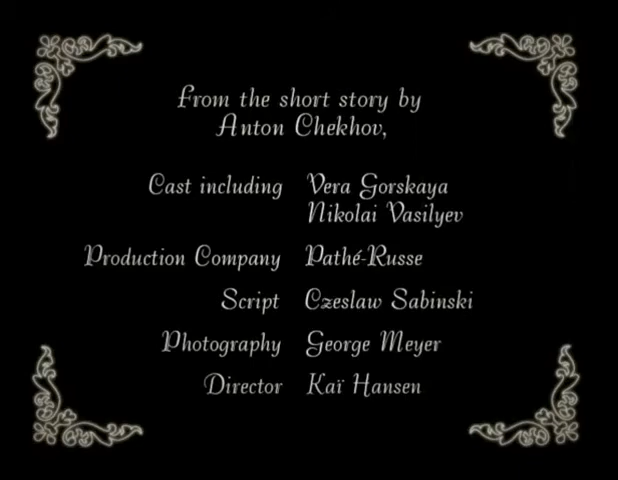 From the short story by
Anton Chekhov,
Cast including Vera Gorskaya
Nikolai Vasilyev
Production Company Pathé-Russe
Script Czeslaw Sabinski
Photography George Meyer
Director Kaï Hansen